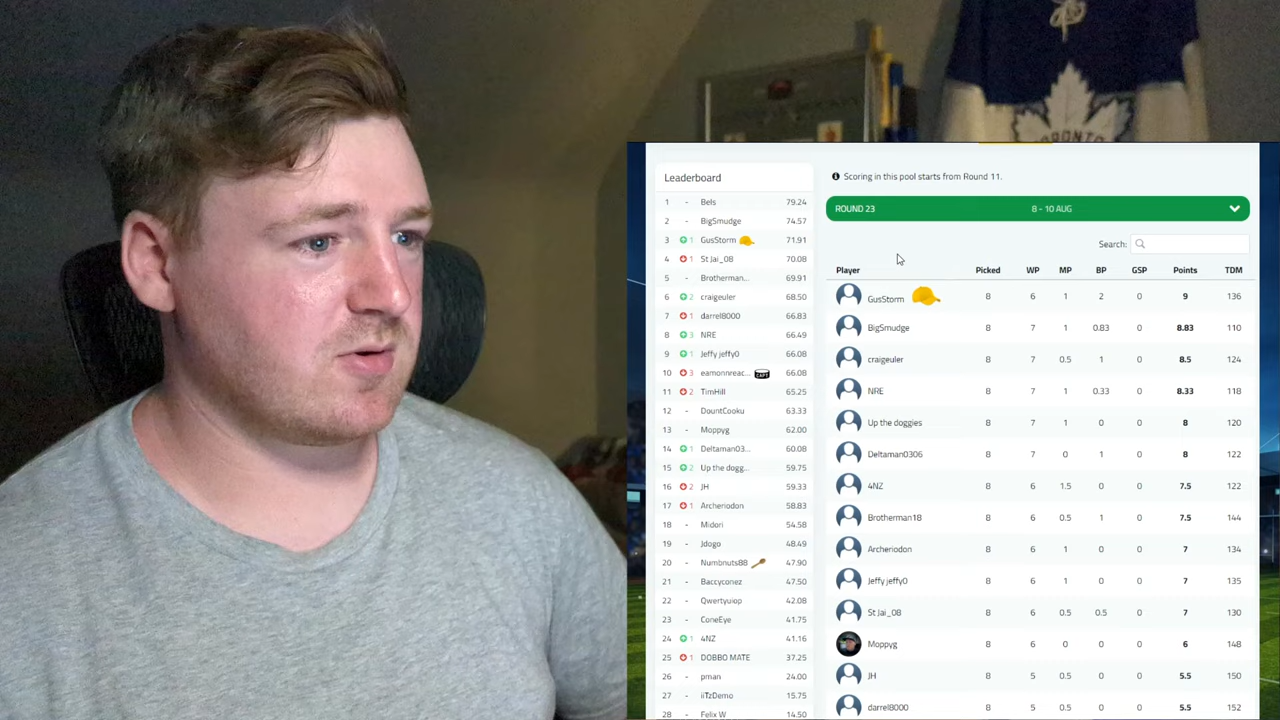 TORONTO
Leaderboard
1 - Bels 79.24
2 - BigSmudge 74.57
3 1 GusStorm 71.91
4 1 St Jai_08 70.08
5 - Brotherman... 69.91
6 2 craigeuler 68.50
7 1 darrel8000 66.83
8 3 NRE 66.49
9 1 Jeffy jeffy0 66.08
10 3 eamonnreac... CAPT 66.08
11 2 TimHill 65.25
12 - DountCooku 63.33
13 - Moppyg 62.00
14 1 Deltaman03... 60.08
15 2 Up the dogg... 59.75
16 2 JH 59.33
17 1 Archeriodon 58.83
18 - Midori 54.58
19 - Jdogo 48.49
20 - Numbnuts88 47.90
21 - Baccyconez 47.50
22 - Qwertyuiop 42.08
23 - ConeEye 41.75
24 1 4NZ 41.16
25 1 DOBBO MATE 37.25
26 - pman 24.00
27 - iiTzDemo 15.75
28 - Felix W 14.50
Scoring in this pool starts from Round 11.
ROUND 23 8 - 10 AUG
Search:
Player Picked WP MP BP GSP Points TDM
GusStorm 8 6 1 2 0 9 136
BigSmudge 8 7 1 0.83 0 8.83 110
craigeuler 8 7 0.5 1 0 8.5 124
NRE 8 7 1 0.33 0 8.33 118
Up the doggies 8 7 1 0 0 8 120
Deltaman0306 8 7 0 1 0 8 122
4NZ 8 6 1.5 0 0 7.5 122
Brotherman18 8 6 0.5 1 0 7.5 144
Archeriodon 8 6 1 0 0 7 134
Jeffy jeffy0 8 6 1 0 0 7 135
St Jai_08 8 6 0.5 0.5 0 7 130
Moppyg 8 6 0 0 0 6 148
JH 8 5 0.5 0 0 5.5 150
darrel8000 8 5 0.5 0 0 5.5 152